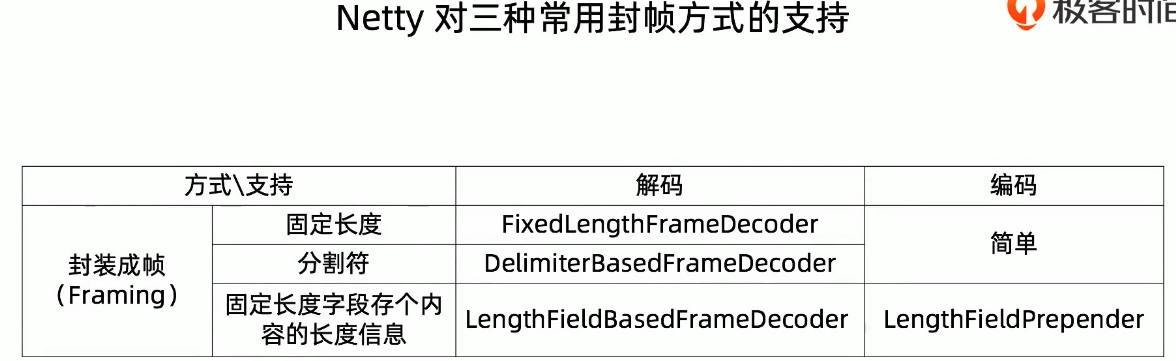 Netty 对三种常用封帧方式的支持
极客时间
方式\支持
解码
编码
封装成帧
（Framing）
固定长度
FixedLengthFrameDecoder
简单
分割符
DelimiterBasedFrameDecoder
固定长度字段存个内
容的长度信息
LengthFieldBasedFrameDecoder
LengthFieldPrepender